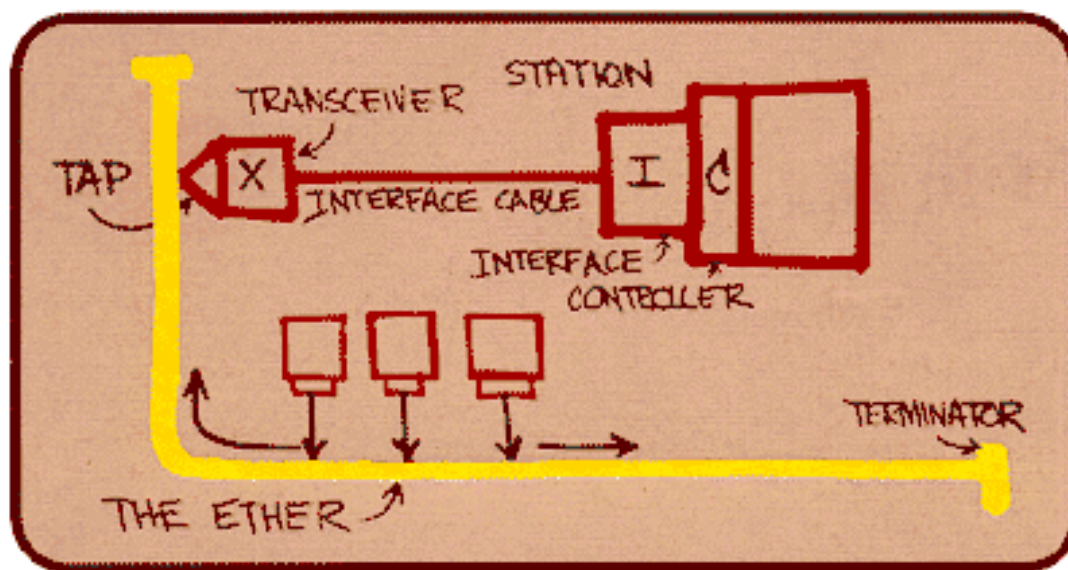 STATION
TRANSCEIVER
TAP
X
I
C
INTERFACE CABLE
INTERFACE
CONTROLLER
TERMINATOR
THE ETHER